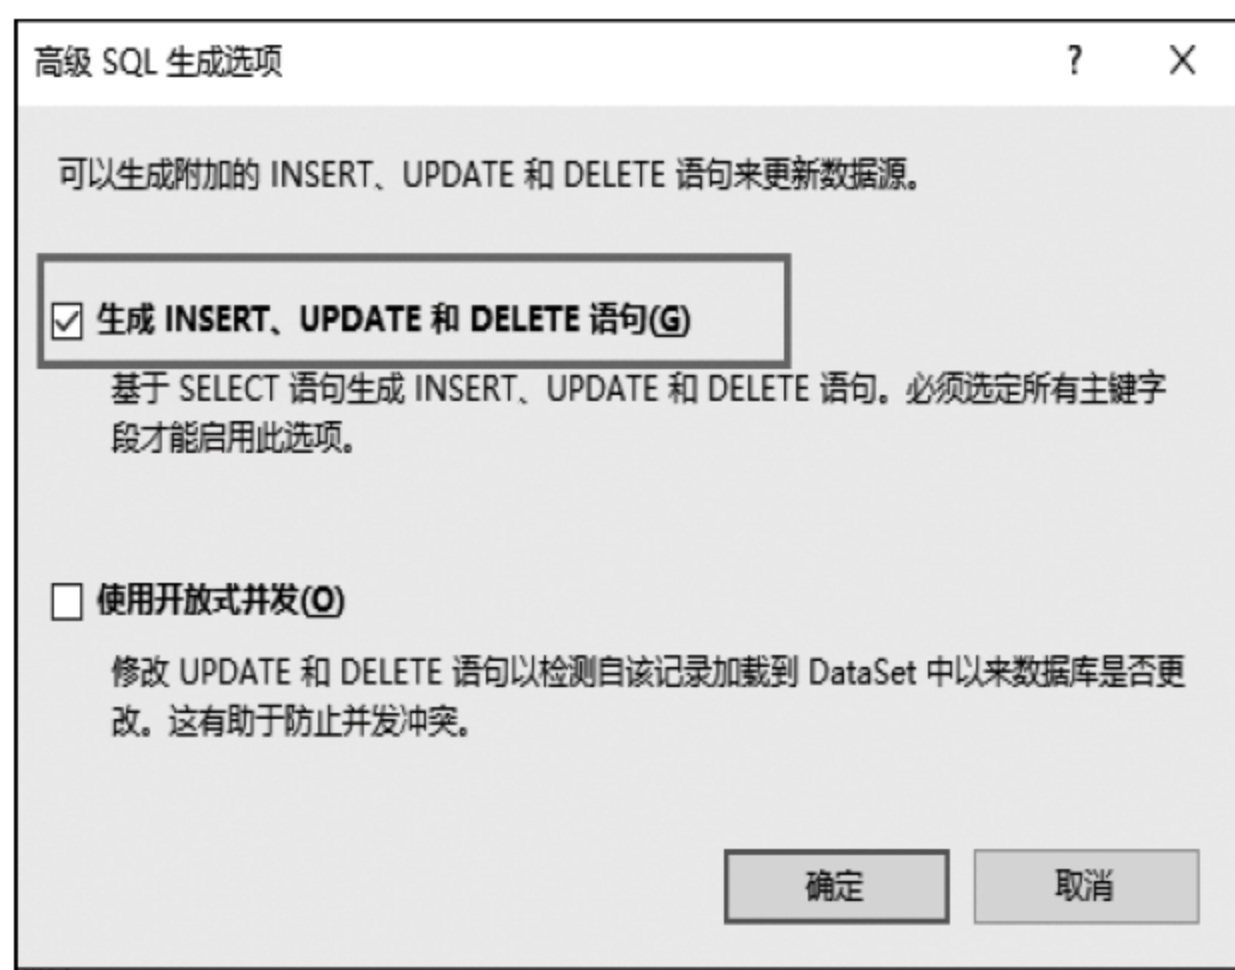 高级 SQL 生成选项 ? X
可以生成附加的 INSERT、UPDATE 和 DELETE 语句来更新数据源。
生成 INSERT、UPDATE 和 DELETE 语句(G)
基于 SELECT 语句生成 INSERT、UPDATE 和 DELETE 语句。必须选定所有主键字
段才能启用此选项。
使用开放式并发(O)
修改 UPDATE 和 DELETE 语句以检测自该记录加载到 DataSet 中以来数据库是否更
改。这有助于防止并发冲突。
确定 取消